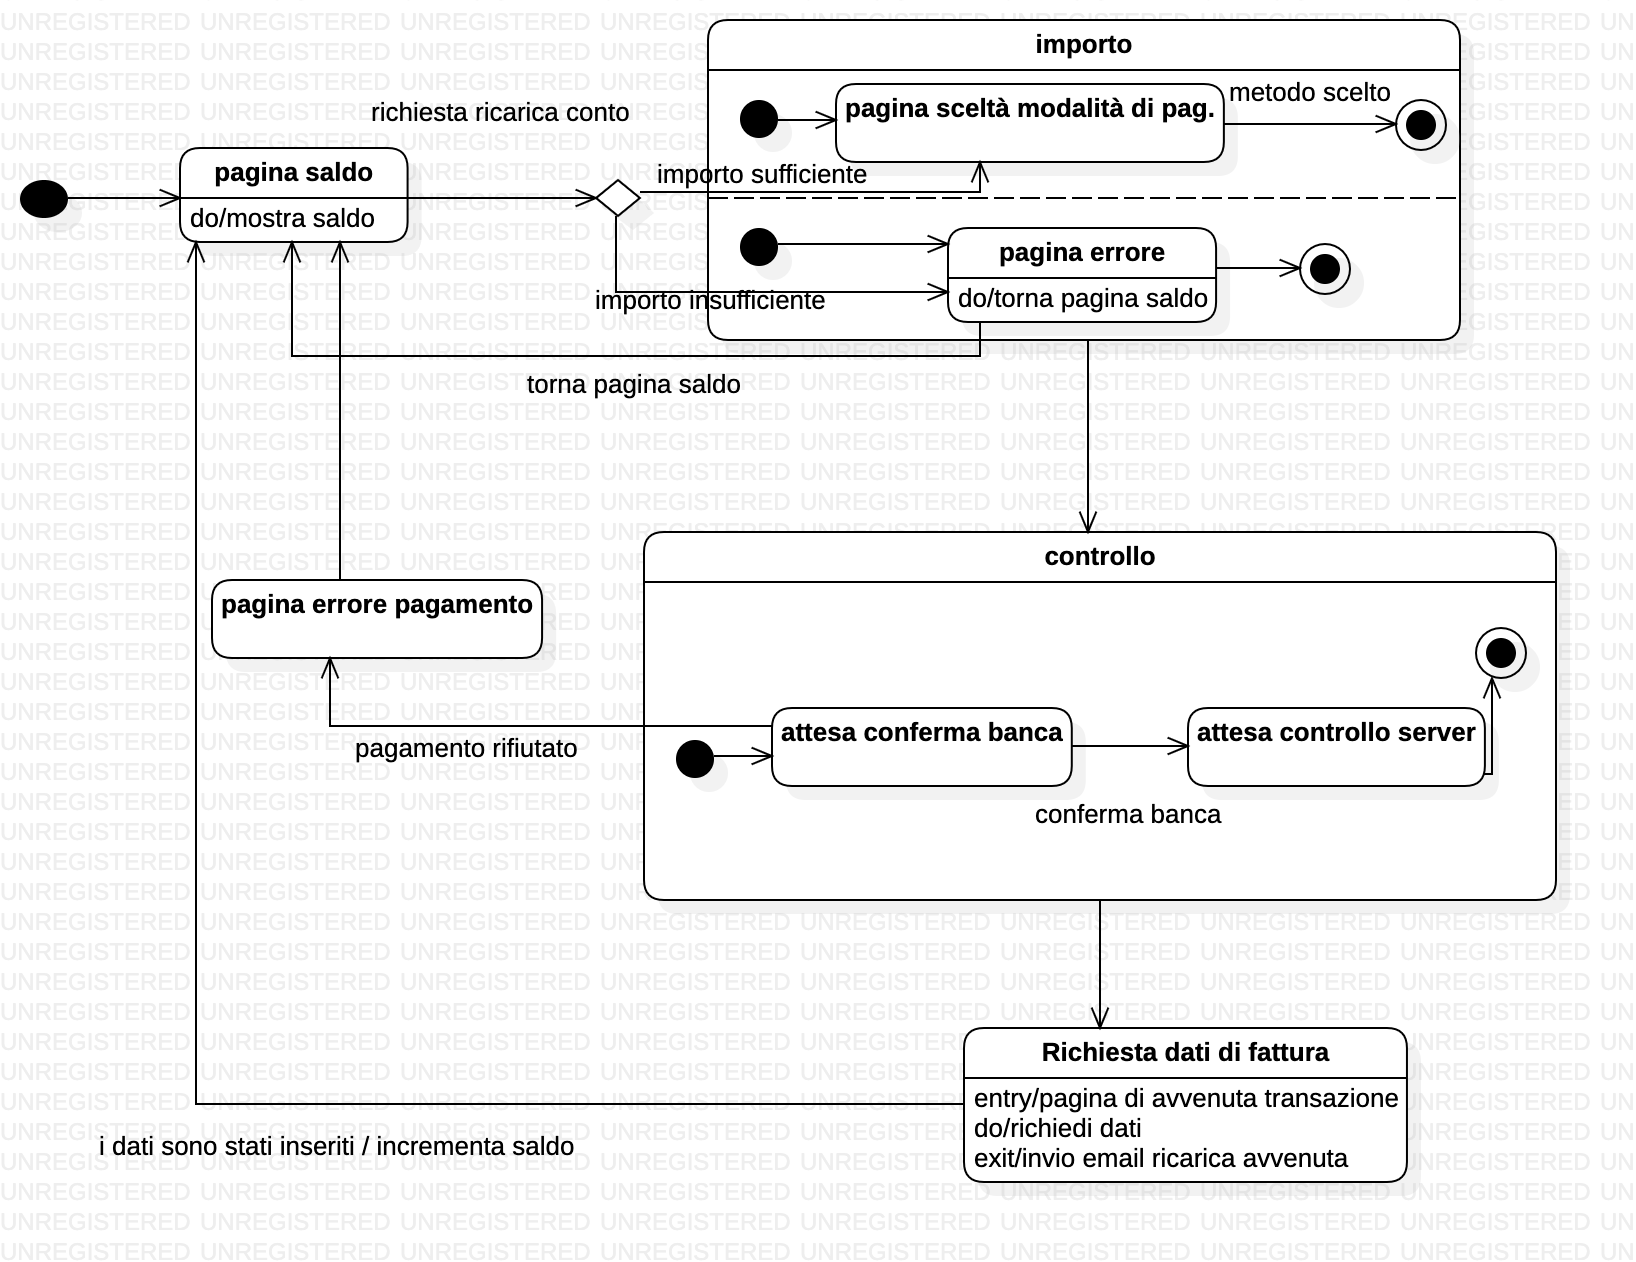 importo
pagina sceltà modalità di pag.
metodo scelto
richiesta ricarica conto
pagina saldo
do/mostra saldo
importo sufficiente
pagina errore
do/torna pagina saldo
importo insufficiente
torna pagina saldo
controllo
pagina errore pagamento
attesa conferma banca
attesa controllo server
pagamento rifiutato
conferma banca
Richiesta dati di fattura
entry/pagina di avvenuta transazione
do/richiedi dati
exit/invio email ricarica avvenuta
i dati sono stati inseriti / incrementa saldo
UNREGISTERED